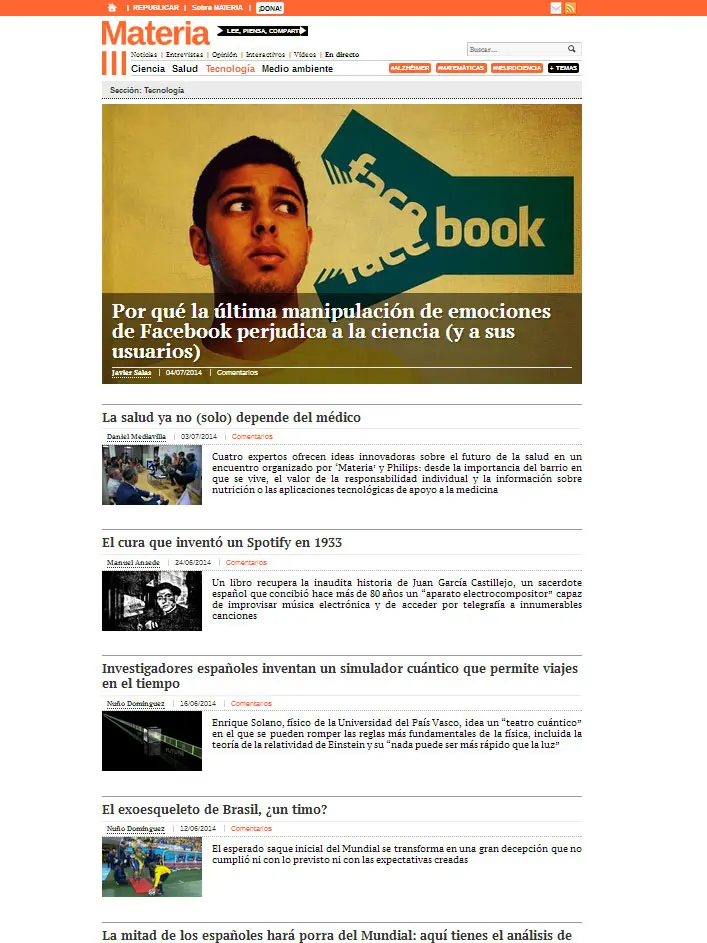 REPUBLICAR | Sobre MATERIA | ¡DONA!
Materia
LEE, PIENSA, COMPARTE
Noticias | Entrevistas | Opinión | Interactivos | Vídeos | En directo
Buscar...
Ciencia Salud Tecnología Medio ambiente
#ALZHÉIMER #MATEMÁTICAS #NEUROCIENCIA + TEMAS
Sección: Tecnología
face
book
face
Por qué la última manipulación de emociones
de Facebook perjudica a la ciencia (y a sus
usuarios)
Javier Salas | 04/07/2014 | Comentarios
La salud ya no (solo) depende del médico
Daniel Mediavilla | 03/07/2014 | Comentarios
Cuatro expertos ofrecen ideas innovadoras sobre el futuro de la salud en un
encuentro organizado por ‘Materia’ y Philips: desde la importancia del barrio en
que se vive, el valor de la responsabilidad individual y la información sobre
nutrición o las aplicaciones tecnológicas de apoyo a la medicina
El cura que inventó un Spotify en 1933
Manuel Ansede | 24/06/2014 | Comentarios
Un libro recupera la inaudita historia de Juan García Castillejo, un sacerdote
español que concibió hace más de 80 años un “aparato electrocompositor” capaz
de improvisar música electrónica y de acceder por telegrafía a innumerables
canciones
Investigadores españoles inventan un simulador cuántico que permite viajes
en el tiempo
Nuño Domínguez | 16/06/2014 | Comentarios
Enrique Solano, físico de la Universidad del País Vasco, idea un “teatro cuántico”
en el que se pueden romper las reglas más fundamentales de la física, incluida la
teoría de la relatividad de Einstein y su “nada puede ser más rápido que la luz”
El exoesqueleto de Brasil, ¿un timo?
Nuño Domínguez | 12/06/2014 | Comentarios
El esperado saque inicial del Mundial se transforma en una gran decepción que no
cumplió ni con lo previsto ni con las expectativas creadas
La mitad de los españoles hará porra del Mundial: aquí tienes el análisis de